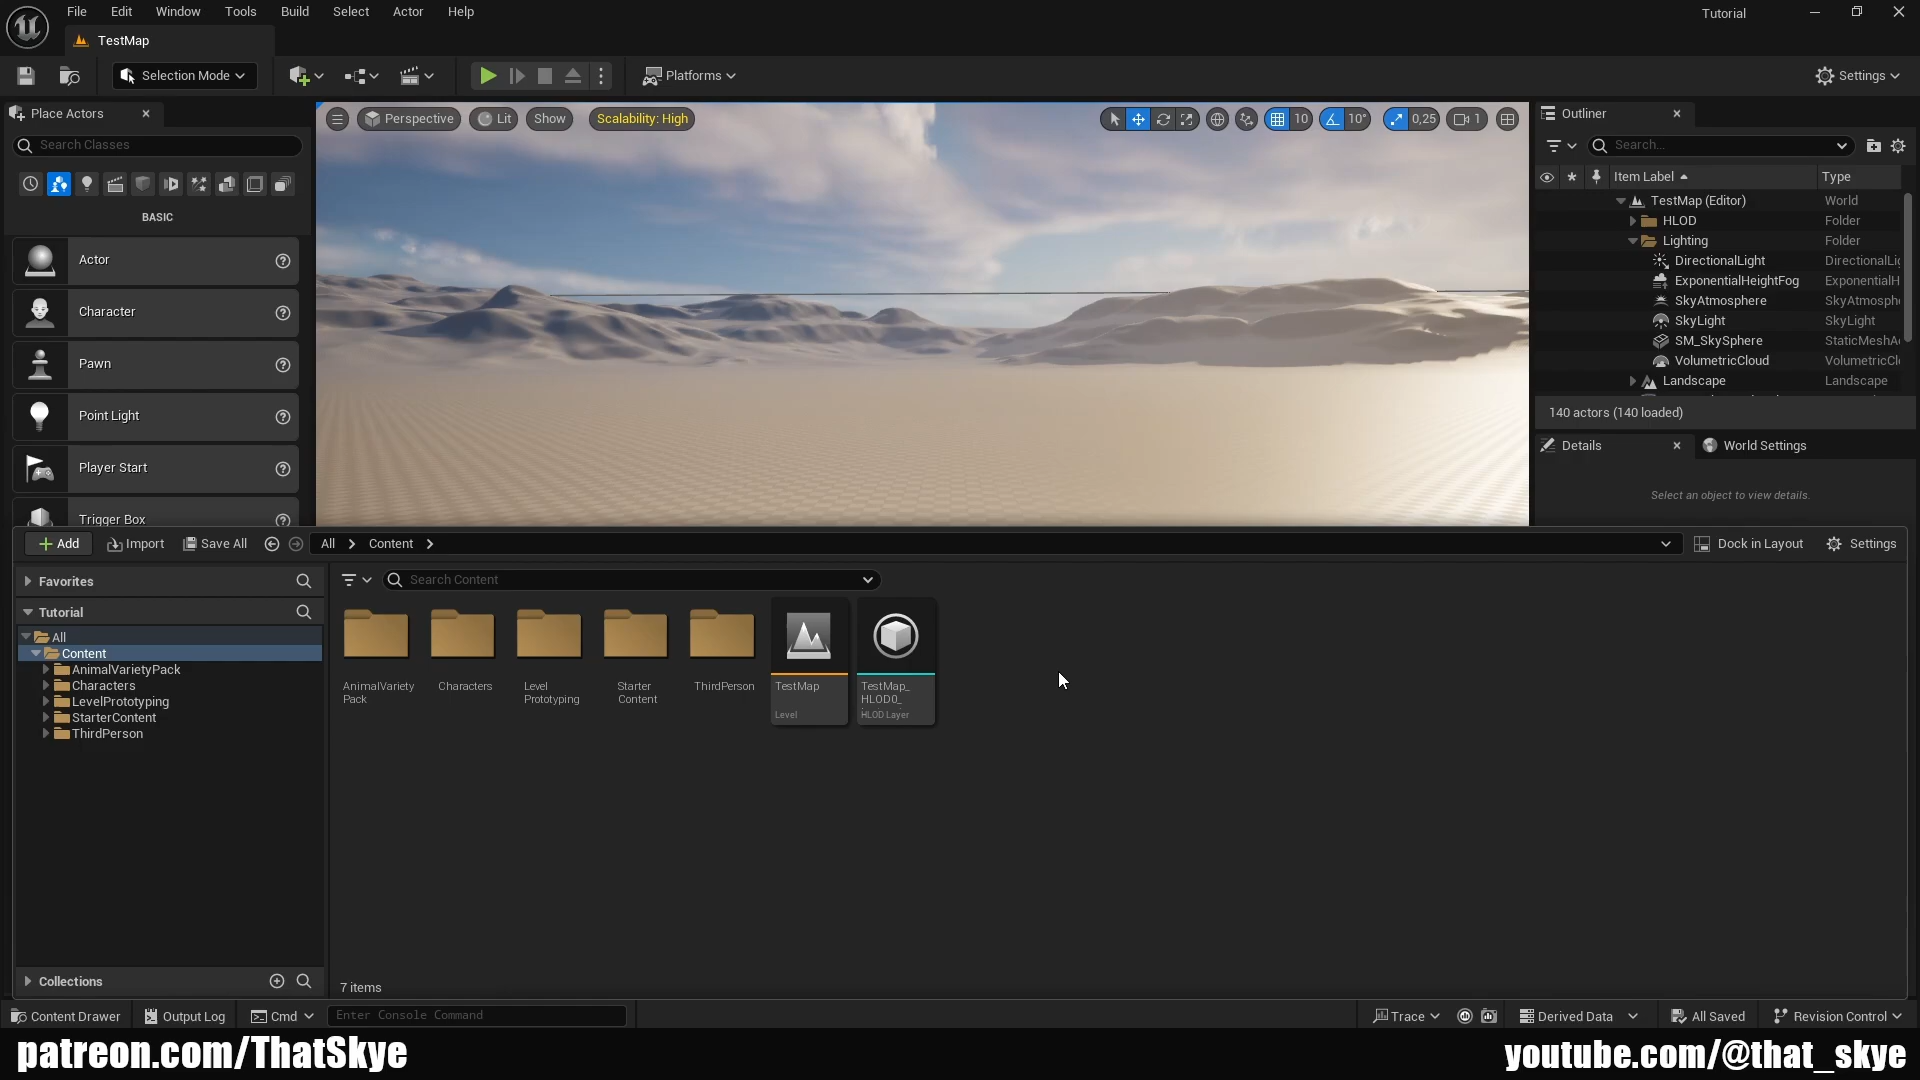 File Edit Window Tools Build Select Actor Help
Tutorial
TestMap
Selection Mode
Platforms
Settings
Place Actors
Search Classes
BASIC
Actor
Character
Pawn
Point Light
Player Start
Trigger Box
Perspective Lit Show Scalability: High
10 10° 0,25 1
Outliner
Search...
Item Label Type
TestMap (Editor) World
HLOD Folder
Lighting Folder
DirectionalLight DirectionalLig
ExponentialHeightFog ExponentialH
SkyAtmosphere SkyAtmosph
SkyLight SkyLight
SM_SkySphere StaticMeshA
VolumetricCloud VolumetricCl
Landscape Landscape
140 actors (140 loaded)
Details World Settings
Select an object to view details.
Add Import Save All All Content Dock in Layout Settings
Favorites
Tutorial
All
Content
AnimalVarietyPack
Characters
LevelPrototyping
StarterContent
ThirdPerson
Collections
Search Content
AnimalVariety
Pack
Characters
Level
Prototyping
Starter
Content
ThirdPerson
TestMap
Level
TestMap_
HLOD0_
HLOD Layer
7 items
Content Drawer Output Log Cmd Enter Console Command Trace Derived Data All Saved Revision Control
patreon.com/ThatSkye
youtube.com/@that_skye